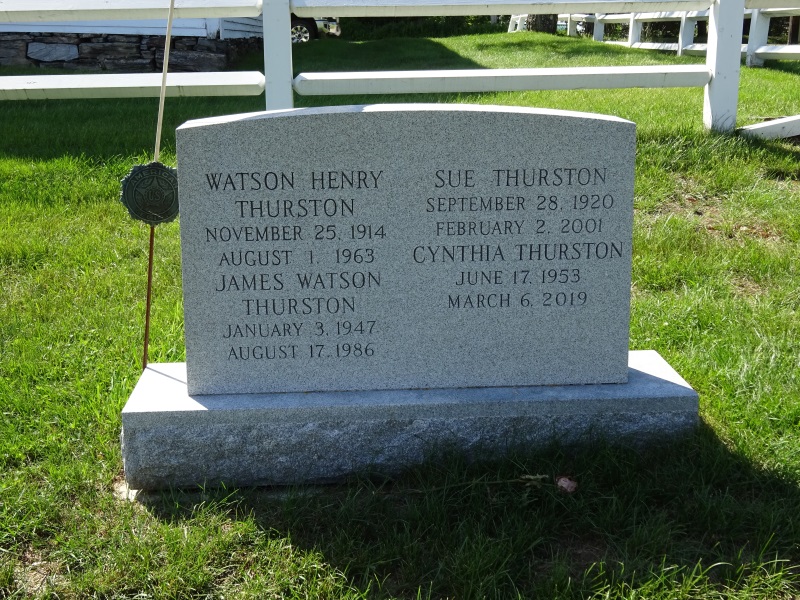 WATSON HENRY
THURSTON
NOVEMBER 25, 1914
AUGUST 1, 1963
JAMES WATSON
THURSTON
JANUARY 3, 1947
AUGUST 17, 1986
SUE THURSTON
SEPTEMBER 28, 1920
FEBRUARY 2, 2001
CYNTHIA THURSTON
JUNE 17, 1953
MARCH 6, 2019